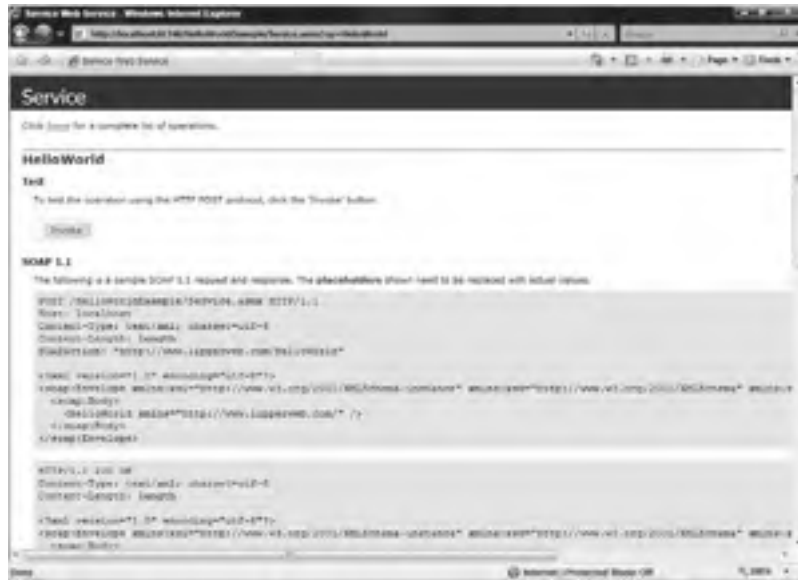 Service Web Service - Windows Internet Explorer
Service Web Service
Page Tools
Service
Click here for a complete list of operations.
HelloWorld
Test
To test the operation using the HTTP POST protocol, click the 'Invoke' button.
Invoke
SOAP 1.1
The following is a sample SOAP 1.1 request and response. The placeholders shown need to be replaced with actual values.
POST /HelloWorldExample/Service.asmx HTTP/1.1
Host: localhost
Content-Type: text/xml; charset=utf-8
Content-Length: length
SOAPAction: "http://www.lipperweb.com/HelloWorld"
<?xml version="1.0" encoding="utf-8"?>
<soap:Envelope xmlns:xsi="http://www.w3.org/2001/XMLSchema-instance" xmlns:xsd="http://www.w3.org/2001/XMLSchema" xmlns:s
<soap:Body>
<HelloWorld xmlns="http://www.lipperweb.com/" />
</soap:Body>
</soap:Envelope>
HTTP/1.1 200 OK
Content-Type: text/xml; charset=utf-8
Content-Length: length
<?xml version="1.0" encoding="utf-8"?>
<soap:Envelope xmlns:xsi="http://www.w3.org/2001/XMLSchema-instance" xmlns:xsd="http://www.w3.org/2001/XMLSchema" xmlns:s
<soap:Body>
Done
Internet | Protected Mode: Off
100%